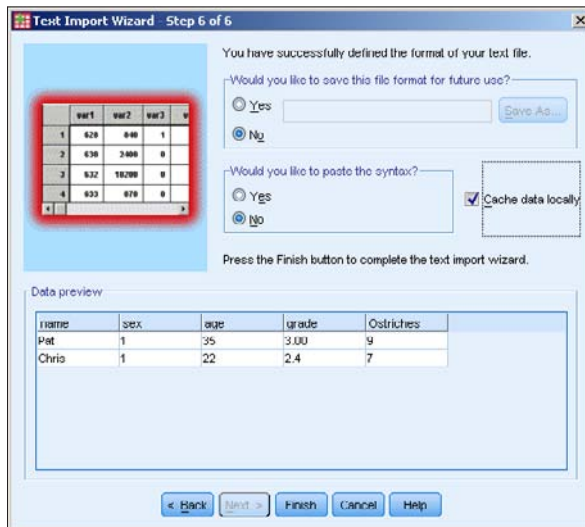 Text Import Wizard - Step 6 of 6
You have successfully defined the format of your text file.
Would you like to save this file format for future use?
Yes
Save As...
No
var1 var2 var3 v
1 620 840 1
2 630 2400 0
3 632 10200 0
4 633 870 0
Would you like to paste the syntax?
Yes
No
Cache data locally
Press the Finish button to complete the text import wizard.
Data preview
name sex age grade Ostriches
Pat 1 35 3.00 9
Chris 1 22 2.4 7
< Back Next > Finish Cancel Help